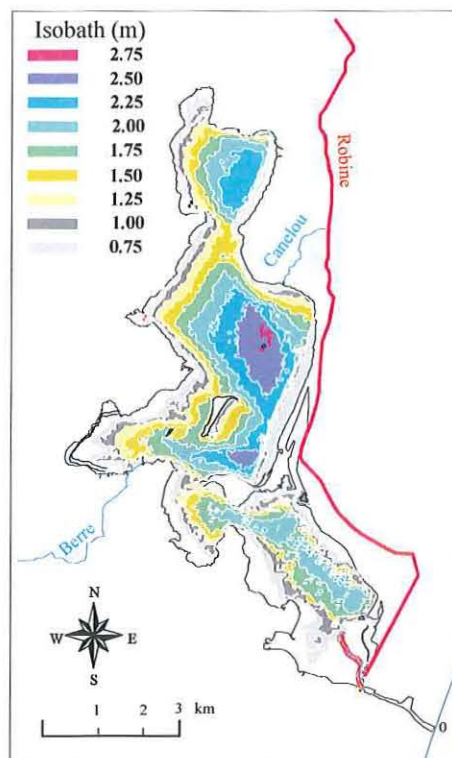 Isobath (m)
2.75
2.50
2.25
2.00
1.75
1.50
1.25
1.00
0.75
Robine
Canelou
Berre
N
W E
S
1 2 3 km
0